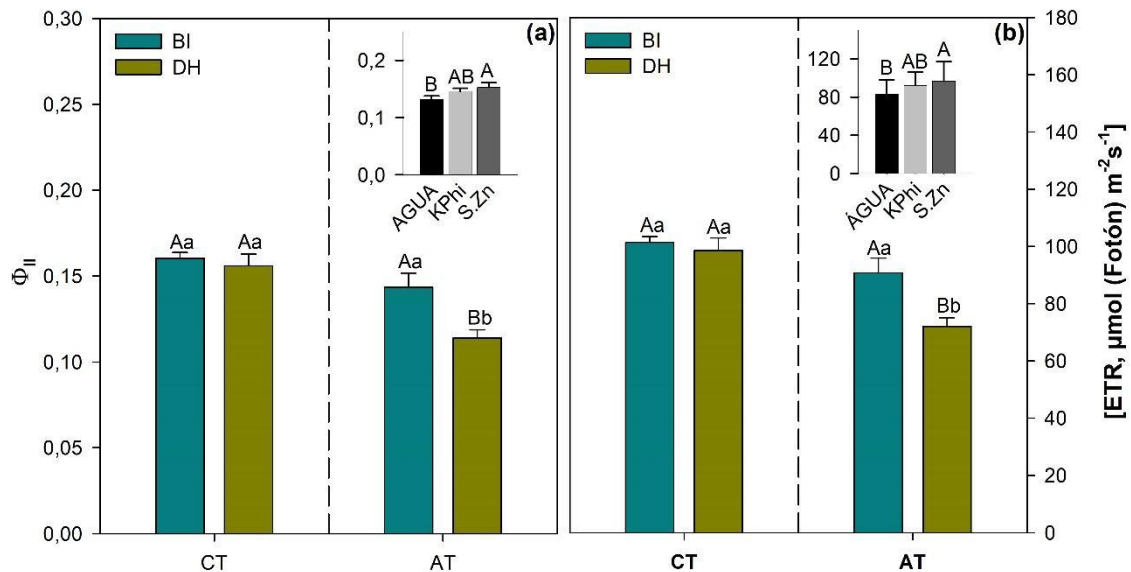 0,30
0,25
0,20
0,15
0,10
0,05
0,00
Φ_II
BI
DH
(a)
0,2
0,1
0,0
B AB A
AGUA KPhi S.Zn
Aa Aa
Aa
Bb
CT AT
BI
DH
(b)
120
80
40
0
B AB A
ÀGUA KPhi S.Zn
Aa Aa
Aa
Bb
CT AT
180
160
140
120
100
80
60
40
20
0
[ETR, µmol (Fotón) m⁻²s⁻¹]